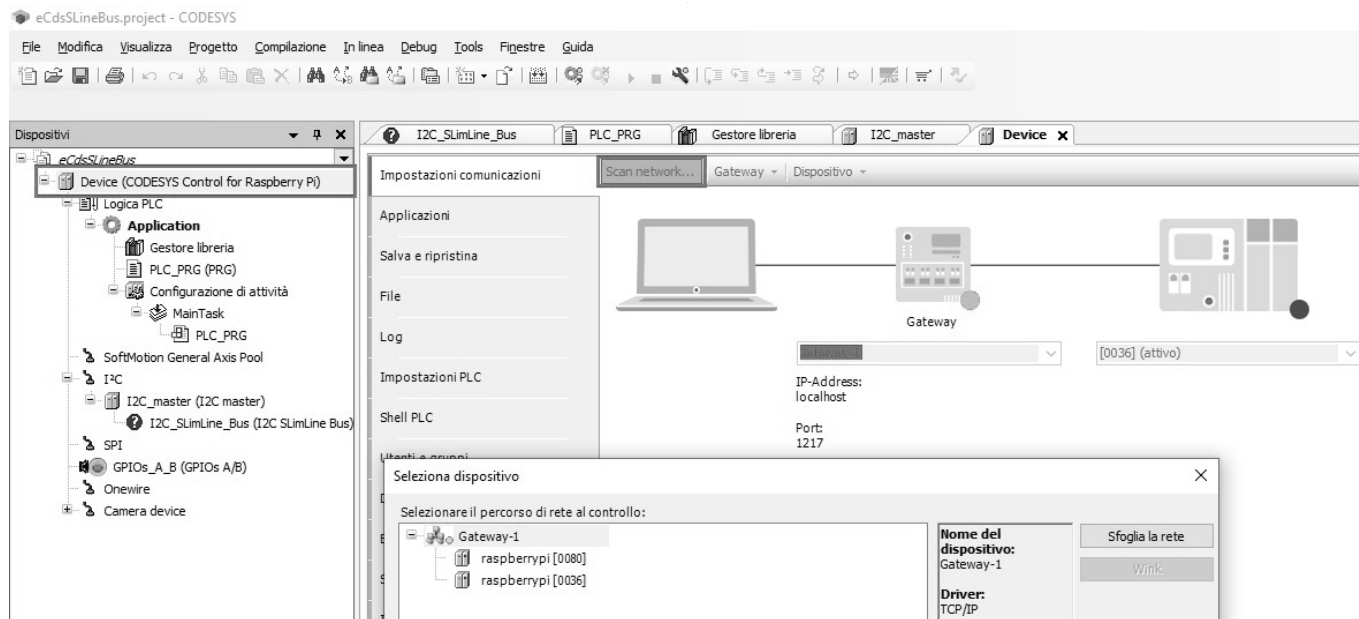 eCdsSLineBus.project - CODESYS
File Modifica Visualizza Progetto Compilazione In linea Debug Tools Finestre Guida
Dispositivi
eCdsSLineBus
Device (CODESYS Control for Raspberry Pi)
Logica PLC
Application
Gestore libreria
PLC_PRG (PRG)
Configurazione di attività
MainTask
PLC_PRG
SoftMotion General Axis Pool
I²C
I2C_master (I2C master)
I2C_SLimLine_Bus (I2C SLimLine Bus)
SPI
GPIOs_A_B (GPIOs A/B)
Onewire
Camera device
I2C_SLimLine_Bus PLC_PRG Gestore libreria I2C_master Device
Impostazioni comunicazioni
Applicazioni
Salva e ripristina
File
Log
Impostazioni PLC
Shell PLC
Utenti e gruppi
Scan network... Gateway Dispositivo
Gateway
[0036] (attivo)
IP-Address:
localhost
Port:
1217
Seleziona dispositivo
Selezionare il percorso di rete al controllo:
Gateway-1
raspberrypi [0080]
raspberrypi [0036]
Nome del
dispositivo:
Gateway-1
Driver:
TCP/IP
Sfoglia la rete
Wink